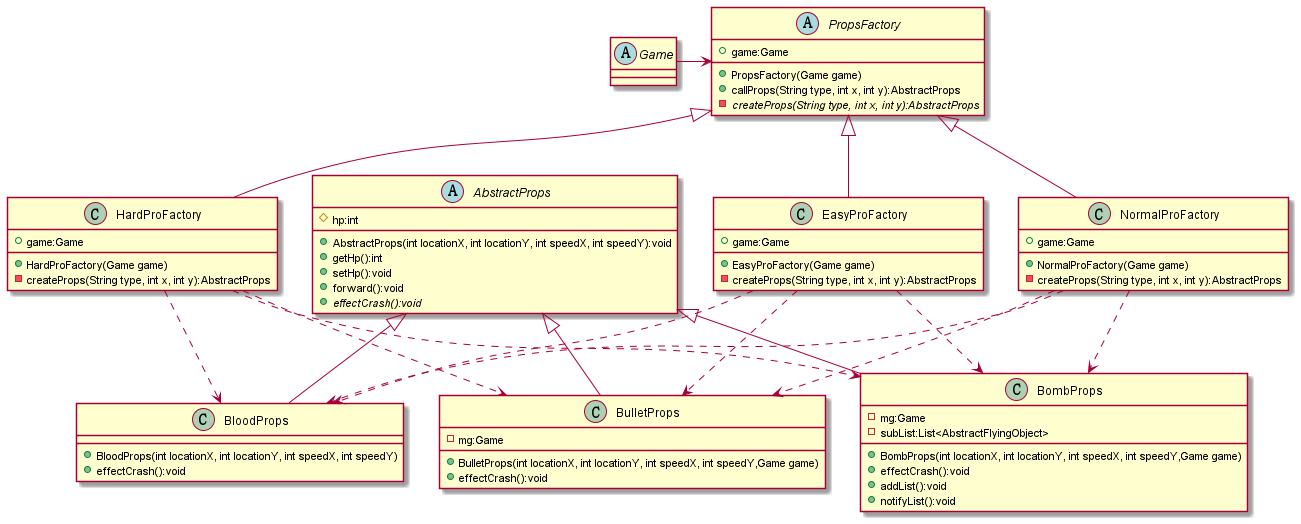 A PropsFactory
game:Game
PropsFactory(Game game)
callProps(String type, int x, int y):AbstractProps
createProps(String type, int x, int y):AbstractProps
A Game
C HardProFactory
game:Game
HardProFactory(Game game)
createProps(String type, int x, int y):AbstractProps
A AbstractProps
hp:int
AbstractProps(int locationX, int locationY, int speedX, int speedY):void
getHp():int
setHp():void
forward():void
effectCrash():void
C EasyProFactory
game:Game
EasyProFactory(Game game)
createProps(String type, int x, int y):AbstractProps
C NormalProFactory
game:Game
NormalProFactory(Game game)
createProps(String type, int x, int y):AbstractProps
C BloodProps
BloodProps(int locationX, int locationY, int speedX, int speedY)
effectCrash():void
C BulletProps
mg:Game
BulletProps(int locationX, int locationY, int speedX, int speedY,Game game)
effectCrash():void
C BombProps
mg:Game
subList:List<AbstractFlyingObject>
BombProps(int locationX, int locationY, int speedX, int speedY,Game game)
effectCrash():void
addList():void
notifyList():void